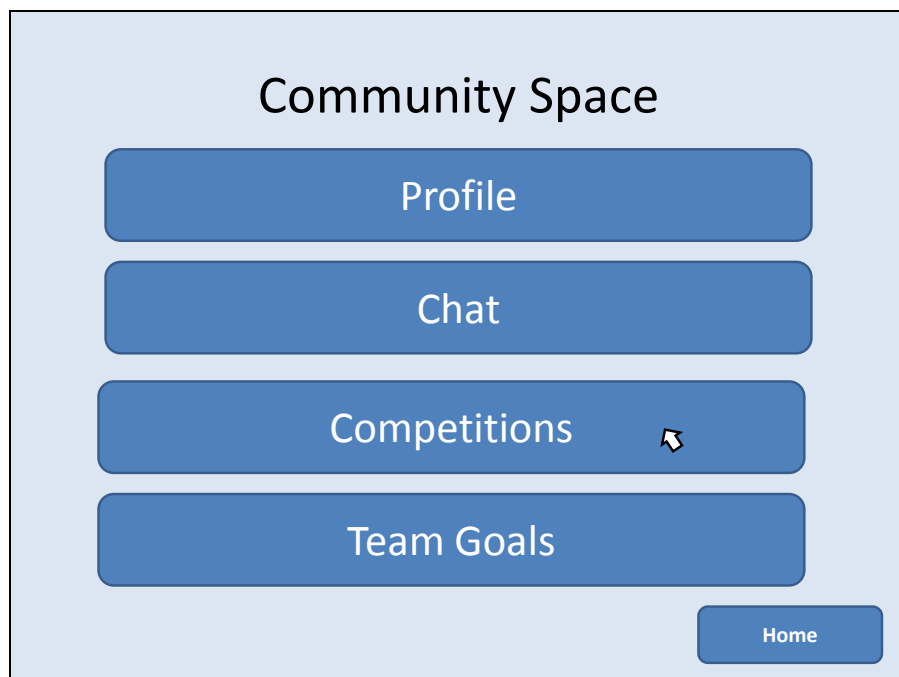 Community Space
Profile
Chat
Competitions
Team Goals
Home